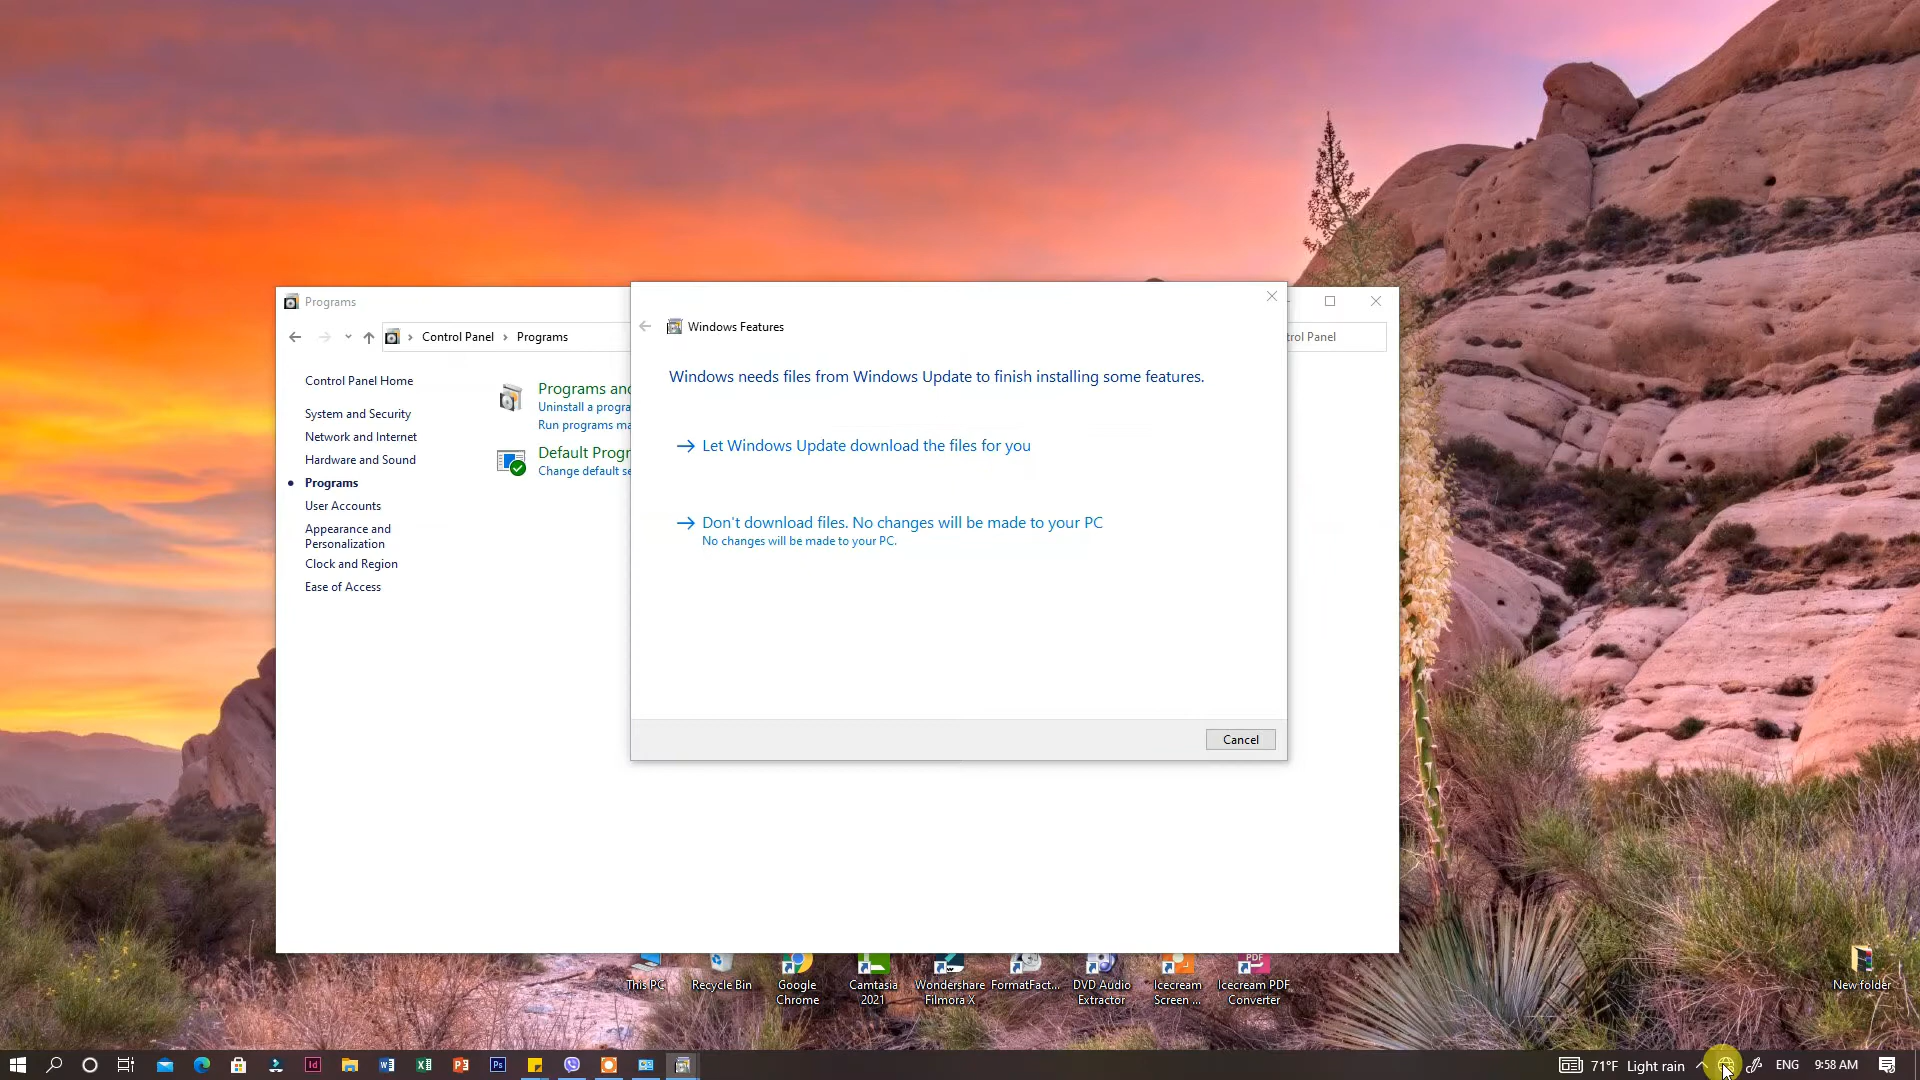 Programs
Control Panel
Programs
trol Panel
Control Panel Home
System and Security
Network and Internet
Hardware and Sound
Programs
User Accounts
Appearance and
Personalization
Clock and Region
Ease of Access
Programs and
Uninstall a progra
Run programs ma
Default Progr
Change default se
Windows Features
Windows needs files from Windows Update to finish installing some features.
Let Windows Update download the files for you
Don't download files. No changes will be made to your PC
No changes will be made to your PC.
Cancel
This PC
Recycle Bin
Google
Chrome
Camtasia
2021
Wondershare
Filmora X
FormatFact...
DVD Audio
Extractor
Icecream
Screen ...
PDF
Icecream PDF
Converter
New folder
Id
Ps
71°F Light rain
ENG
9:58 AM